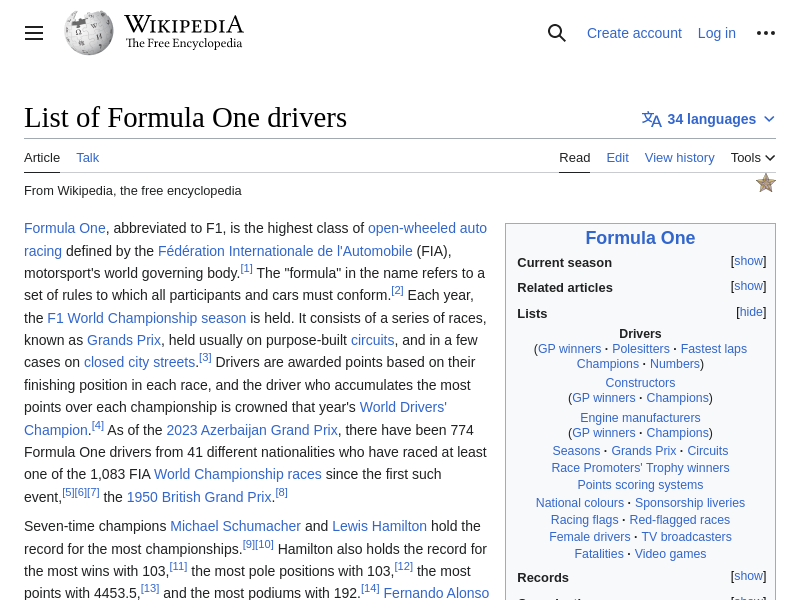 WIKIPEDIA
The Free Encyclopedia
Create account
Log in
List of Formula One drivers
34 languages
Article
Talk
Read
Edit
View history
Tools
From Wikipedia, the free encyclopedia
Formula One, abbreviated to F1, is the highest class of open-wheeled auto
racing defined by the Fédération Internationale de l'Automobile (FIA),
motorsport's world governing body.[1] The "formula" in the name refers to a
set of rules to which all participants and cars must conform.[2] Each year,
the F1 World Championship season is held. It consists of a series of races,
known as Grands Prix, held usually on purpose-built circuits, and in a few
cases on closed city streets.[3] Drivers are awarded points based on their
finishing position in each race, and the driver who accumulates the most
points over each championship is crowned that year's World Drivers'
Champion.[4] As of the 2023 Azerbaijan Grand Prix, there have been 774
Formula One drivers from 41 different nationalities who have raced at least
one of the 1,083 FIA World Championship races since the first such
event,[5][6][7] the 1950 British Grand Prix.[8]
Seven-time champions Michael Schumacher and Lewis Hamilton hold the
record for the most championships.[9][10] Hamilton also holds the record for
the most wins with 103,[11] the most pole positions with 103,[12] the most
points with 4453.5,[13] and the most podiums with 192.[14] Fernando Alonso
Formula One
Current season [show]
Related articles [show]
Lists [hide]
Drivers
(GP winners · Polesitters · Fastest laps
Champions · Numbers)
Constructors
(GP winners · Champions)
Engine manufacturers
(GP winners · Champions)
Seasons · Grands Prix · Circuits
Race Promoters' Trophy winners
Points scoring systems
National colours · Sponsorship liveries
Racing flags · Red-flagged races
Female drivers · TV broadcasters
Fatalities · Video games
Records [show]